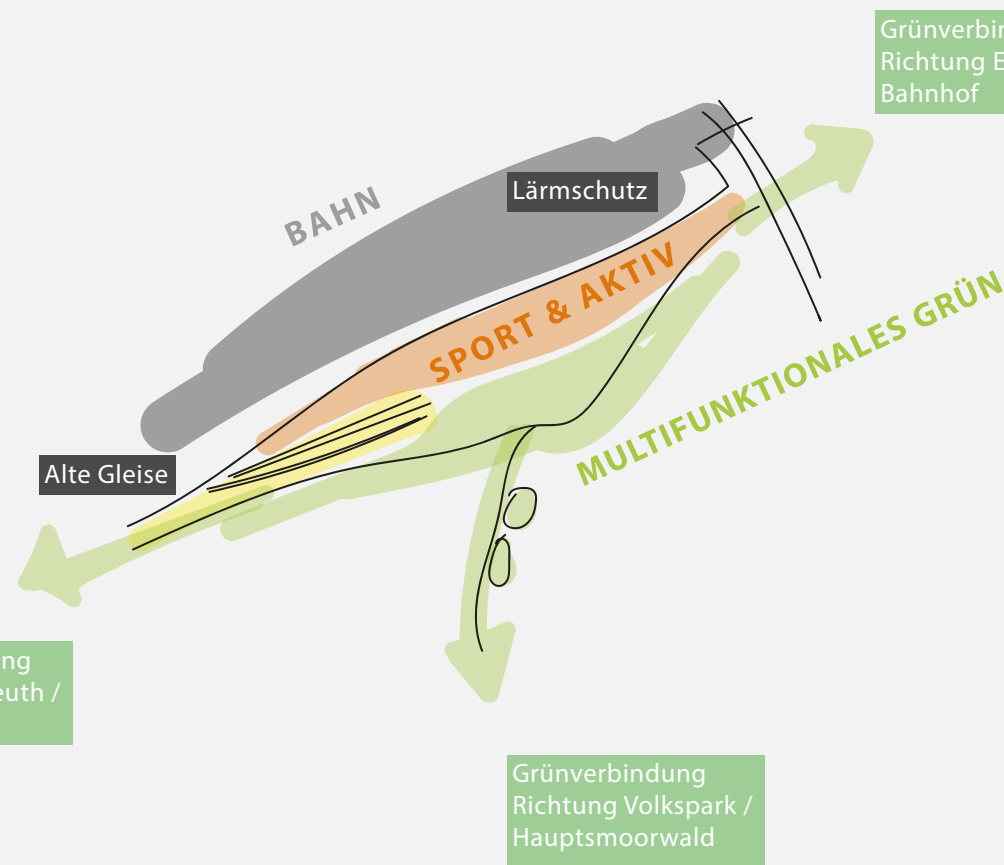 Grünverbin
Richtung E
Bahnhof
BAHN
Lärmschutz
SPORT & AKTIV
MULTIFUNKTIONALES GRÜN
Alte Gleise
ng
euth /
Grünverbindung
Richtung Volkspark /
Hauptsmoorwald